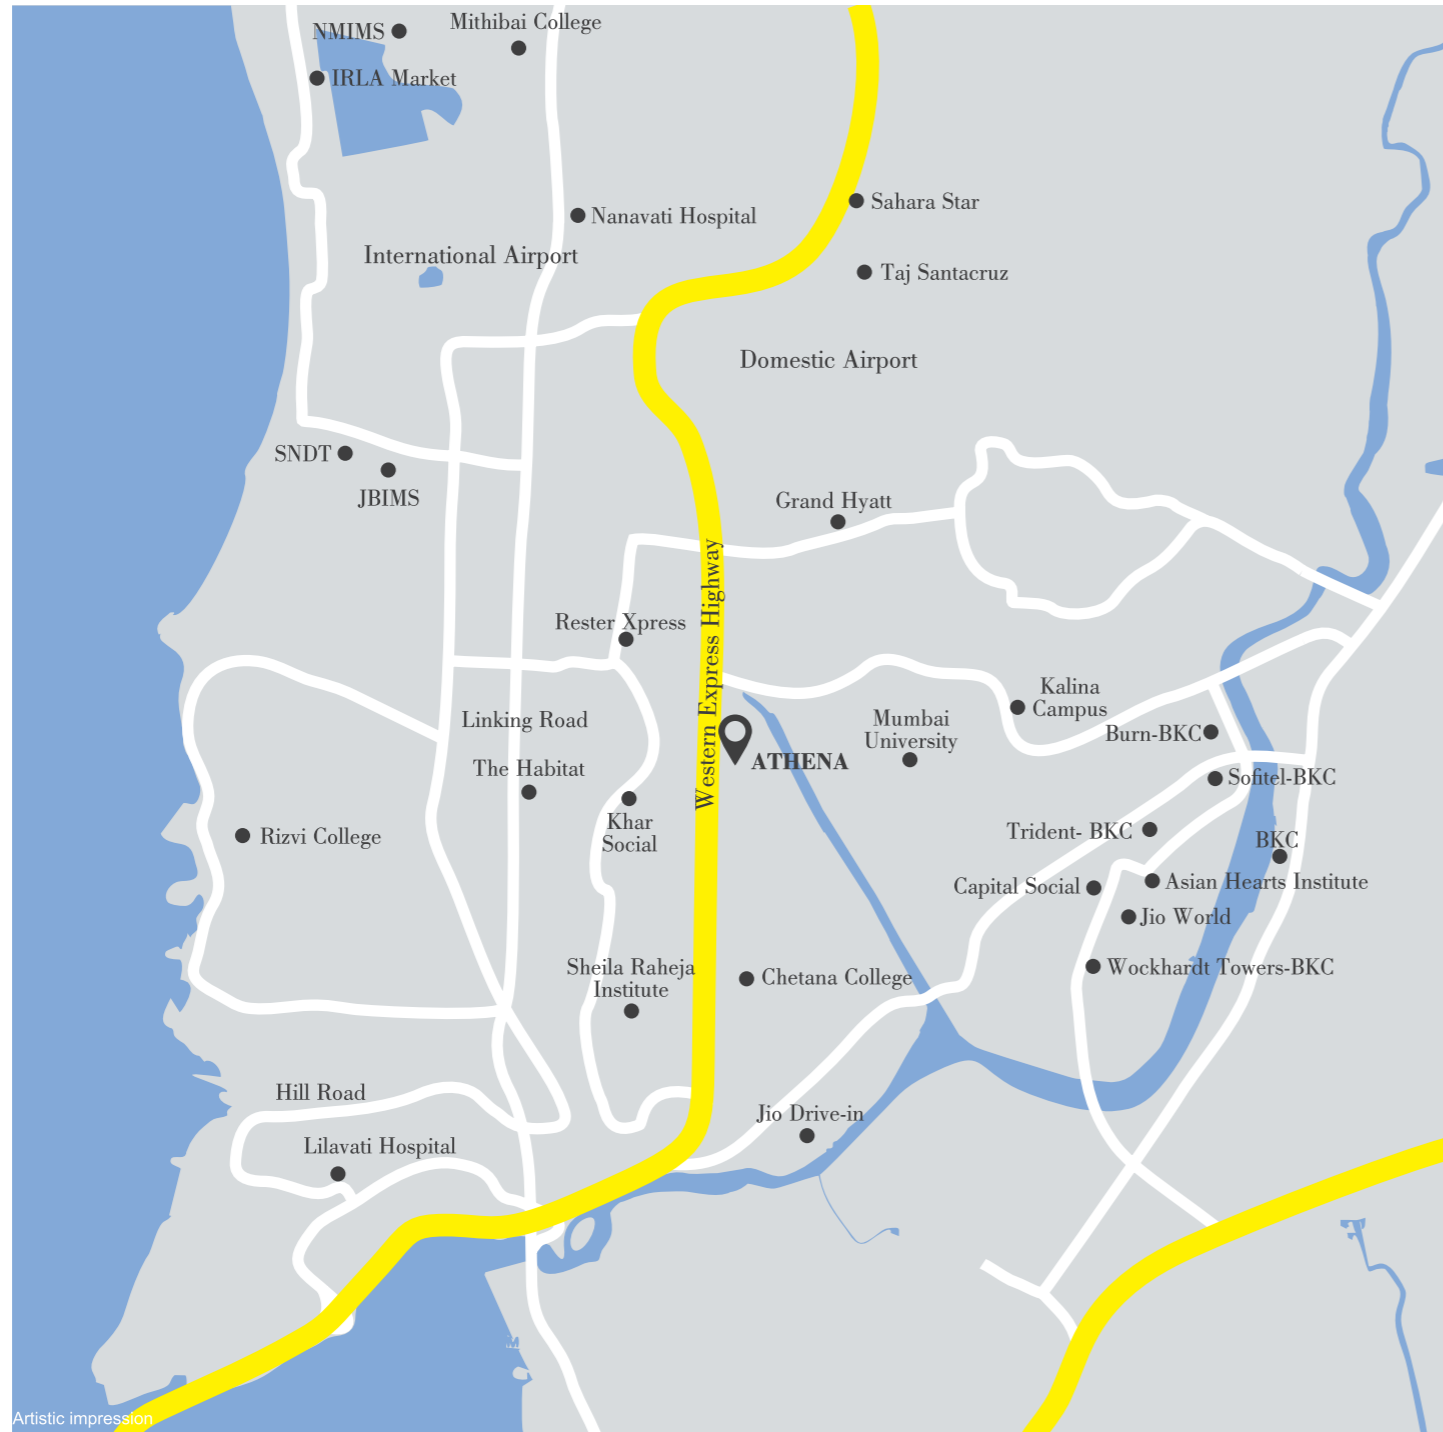 Mithibai College
NMIMS
IRLA Market
Sahara Star
Nanavati Hospital
International Airport
Taj Santacruz
Domestic Airport
SNDT
JBIMS
Grand Hyatt
Western Express Highway
Rester Xpress
Linking Road
The Habitat
ATHENA
Mumbai
University
Kalina
Campus
Burn-BKC
Sofitel-BKC
Khar
Social
Rizvi College
Trident- BKC
BKC
Capital Social
Asian Hearts Institute
Jio World
Sheila Raheja
Institute
Chetana College
Wockhardt Towers-BKC
Hill Road
Jio Drive-in
Lilavati Hospital
Artistic impression